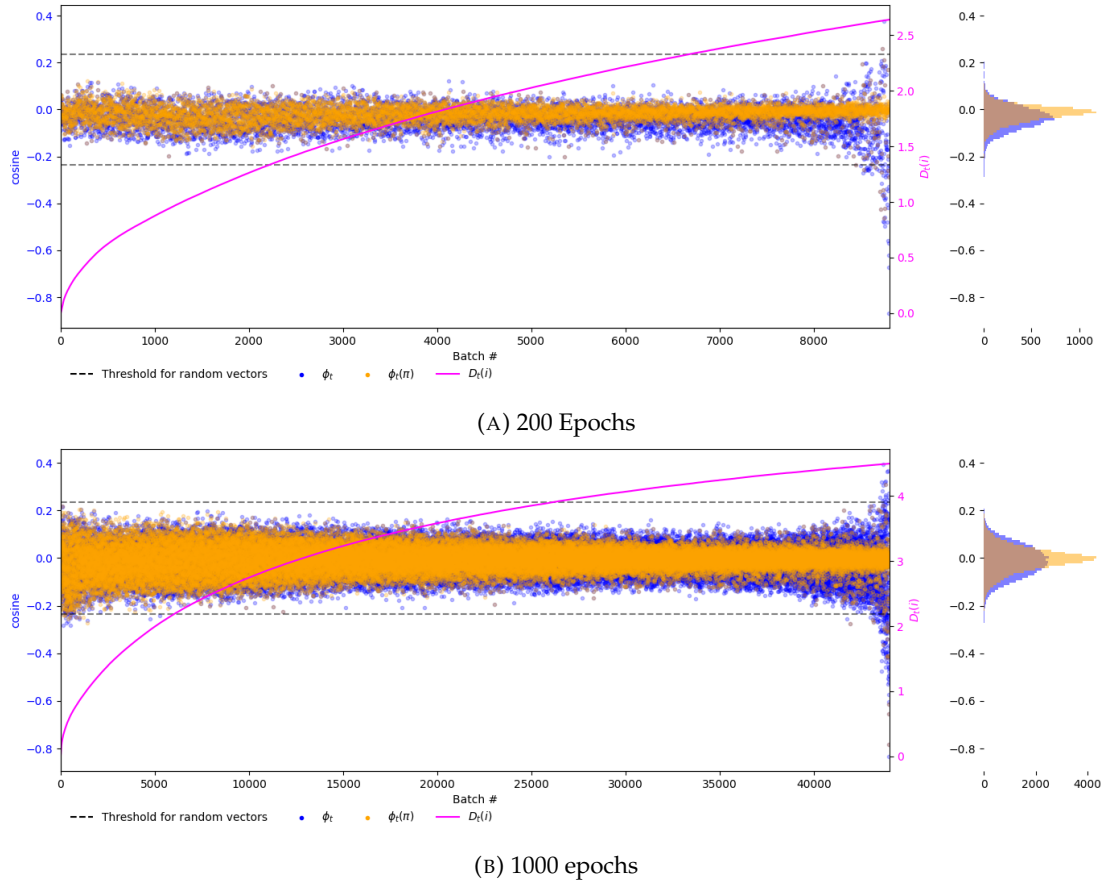 0.4
0.2
0.0
−0.2
−0.4
−0.6
−0.8
cosine
0 1000 2000 3000 4000 5000 6000 7000 8000
Batch #
2.5
2.0
1.5
1.0
0.5
0.0
D_t(i)
0.4
0.2
0.0
−0.2
−0.4
−0.6
−0.8
0 500 1000
Threshold for random vectors ϕ_t ϕ_t(π) D_t(i)
(A) 200 Epochs
0.4
0.2
0.0
−0.2
−0.4
−0.6
−0.8
cosine
0 5000 10000 15000 20000 25000 30000 35000 40000
Batch #
4
3
2
1
0
D_t(i)
0.4
0.2
0.0
−0.2
−0.4
−0.6
−0.8
0 2000 4000
Threshold for random vectors ϕ_t ϕ_t(π) D_t(i)
(B) 1000 epochs